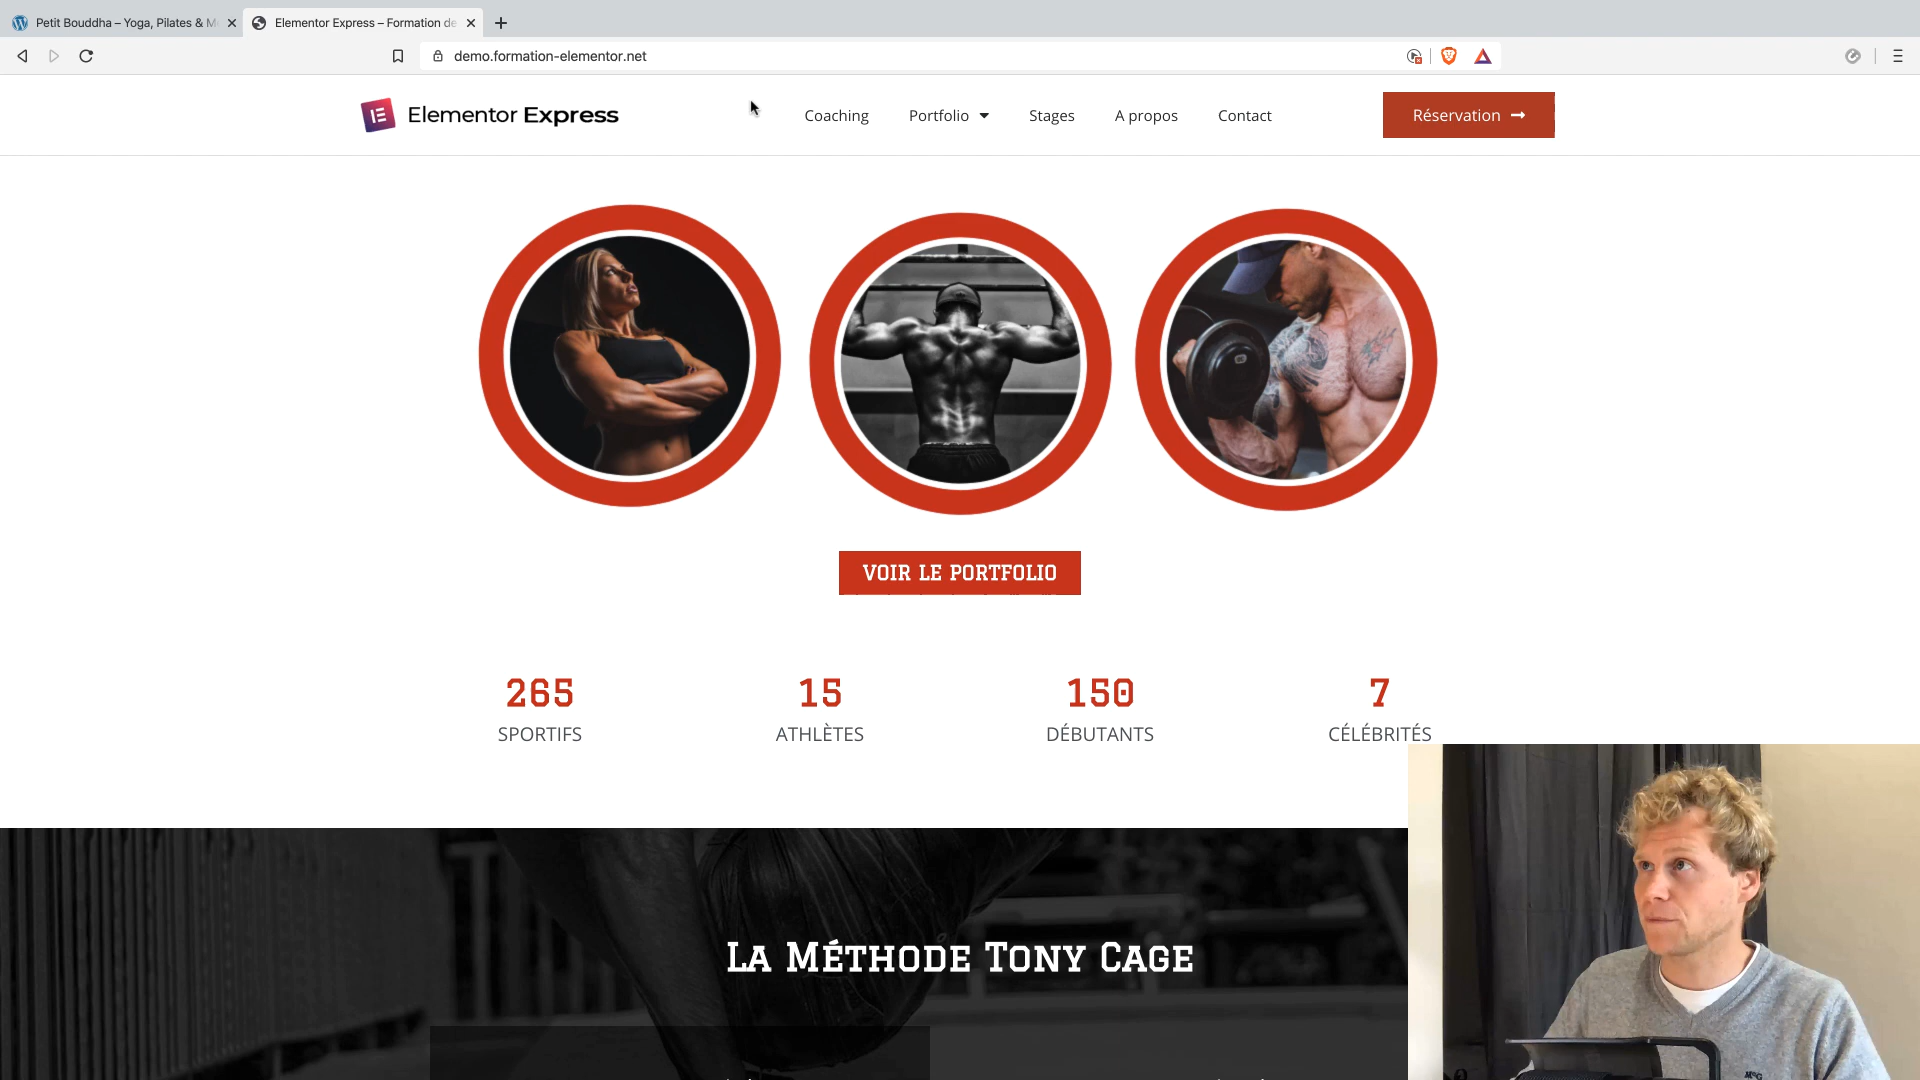 Petit Bouddha – Yoga, Pilates & M
Elementor Express – Formation de
demo.formation-elementor.net
Elementor Express
Coaching
Portfolio
Stages
A propos
Contact
Réservation
VOIR LE PORTFOLIO
265
15
150
7
SPORTIFS
ATHLÈTES
DÉBUTANTS
CÉLÉBRITÉS
La Méthode Tony Cage